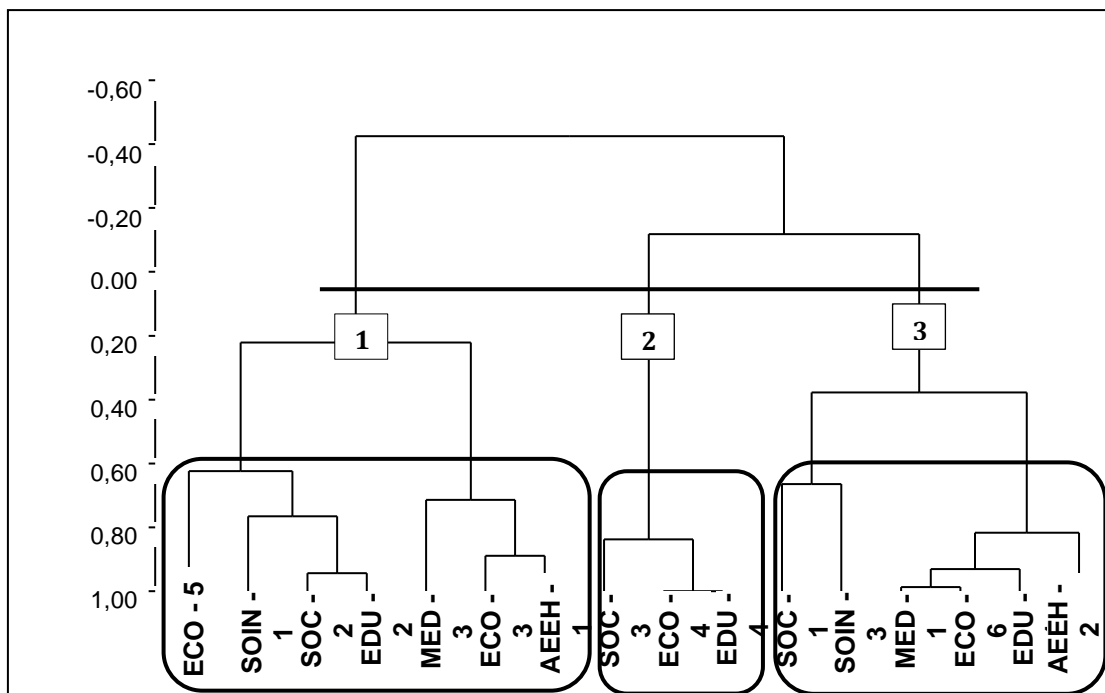 -0,60
-0,40
-0,20
0.00
0,20
0,40
0,60
0,80
1,00
1
2
3
ECO - 5
SOIN -
1
SOC -
2
EDU -
2
MED -
3
ECO -
3
AEEH -
1
SOC -
3
ECO -
4
EDU -
4
SOC -
1
SOIN -
3
MED -
1
ECO -
6
EDU -
AEÉH -
2